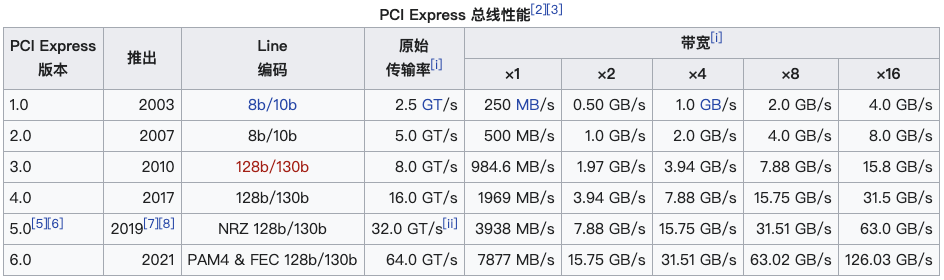 PCI Express 总线性能[2][3]
PCI Express 版本 推出 Line 编码 原始 传输率[i] 带宽[i]
×1 ×2 ×4 ×8 ×16
1.0 2003 8b/10b 2.5 GT/s 250 MB/s 0.50 GB/s 1.0 GB/s 2.0 GB/s 4.0 GB/s
2.0 2007 8b/10b 5.0 GT/s 500 MB/s 1.0 GB/s 2.0 GB/s 4.0 GB/s 8.0 GB/s
3.0 2010 128b/130b 8.0 GT/s 984.6 MB/s 1.97 GB/s 3.94 GB/s 7.88 GB/s 15.8 GB/s
4.0 2017 128b/130b 16.0 GT/s 1969 MB/s 3.94 GB/s 7.88 GB/s 15.75 GB/s 31.5 GB/s
5.0[5][6] 2019[7][8] NRZ 128b/130b 32.0 GT/s[ii] 3938 MB/s 7.88 GB/s 15.75 GB/s 31.51 GB/s 63.0 GB/s
6.0 2021 PAM4 & FEC 128b/130b 64.0 GT/s 7877 MB/s 15.75 GB/s 31.51 GB/s 63.02 GB/s 126.03 GB/s